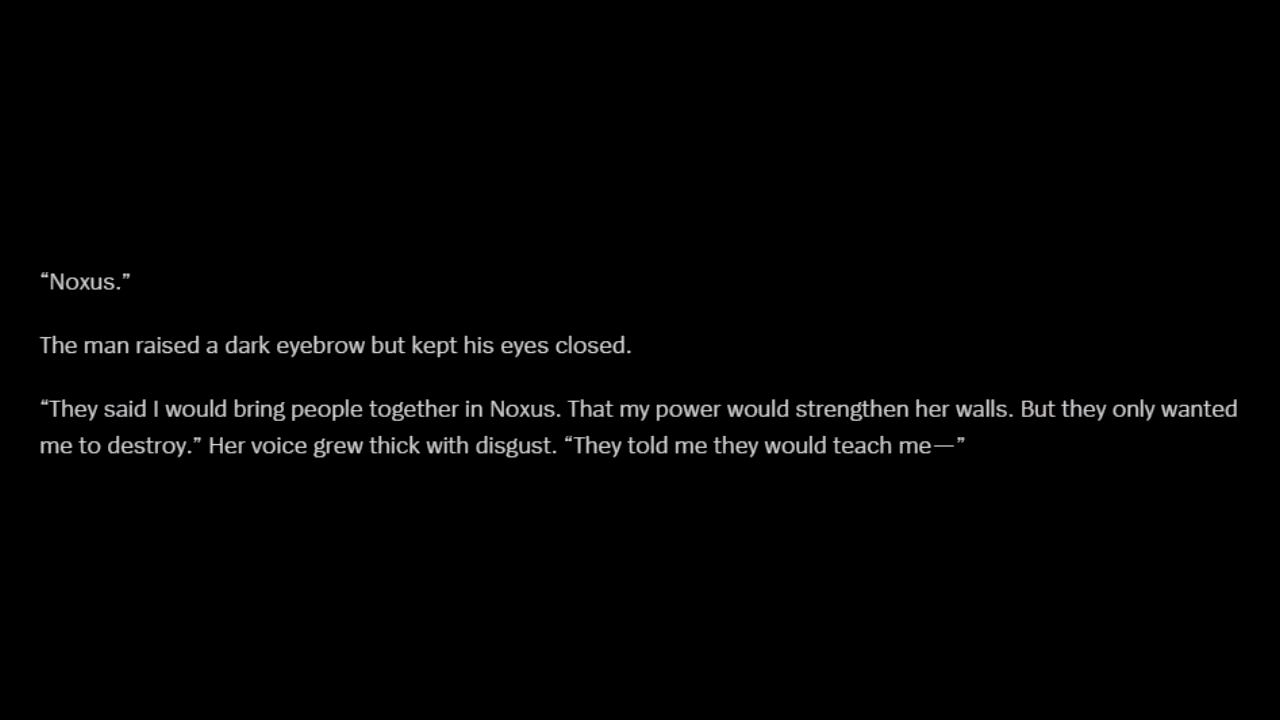 “Noxus.”
The man raised a dark eyebrow but kept his eyes closed.
“They said I would bring people together in Noxus. That my power would strengthen her walls. But they only wanted
me to destroy.” Her voice grew thick with disgust. “They told me they would teach me—”